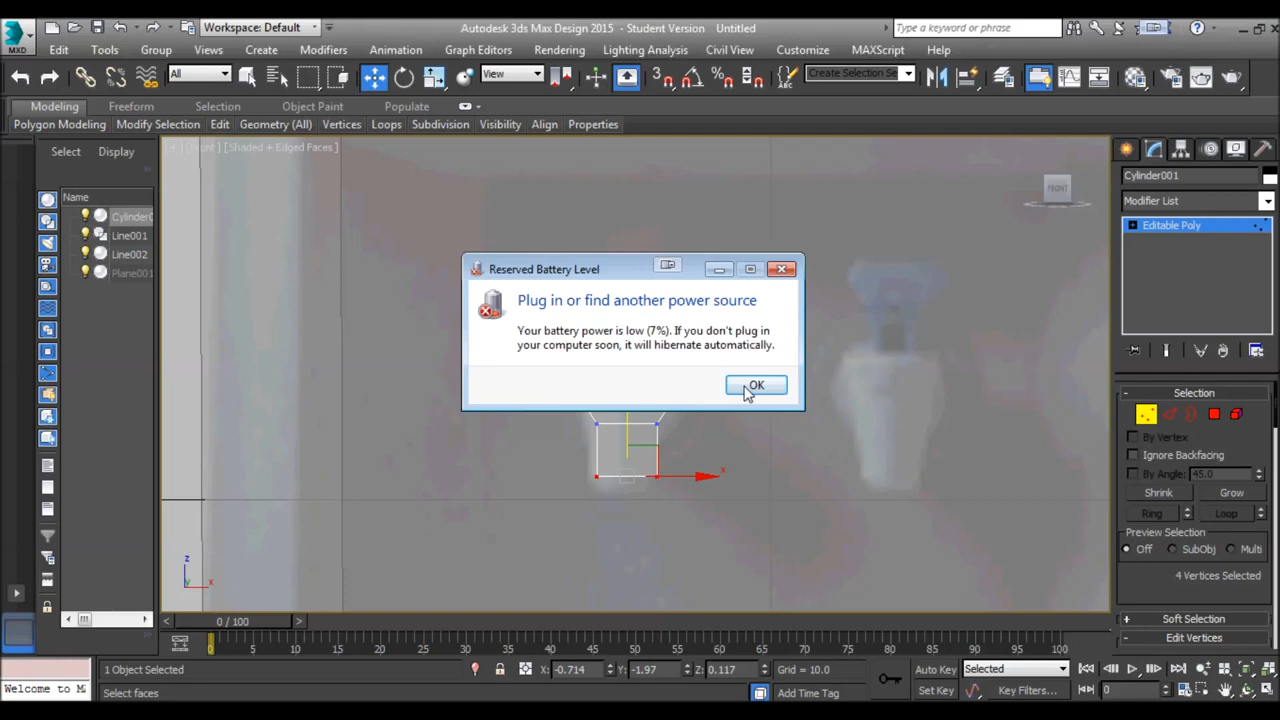 Workspace: Default
Autodesk 3ds Max Design 2015 - Student Version Untitled
Type a keyword or phrase
MXD
Edit Tools Group Views Create Modifiers Animation Graph Editors Rendering Lighting Analysis Civil View Customize MAXScript Help
All
View
3
Create Selection Se
ABC
Modeling Freeform Selection Object Paint Populate
Polygon Modeling Modify Selection Edit Geometry (All) Vertices Loops Subdivision Visibility Align Properties
Select Display
[Shaded + Edged Faces]
Name
Cylinder0
Line001
Line002
Plane001
FRONT
Cylinder001
Modifier List
Editable Poly
Reserved Battery Level
Plug in or find another power source
Your battery power is low (7%). If you don't plug in
your computer soon, it will hibernate automatically.
OK
Selection
By Vertex
Ignore Backfacing
By Angle: 45.0
Shrink Grow
Ring Loop
Preview Selection
Off SubObj Multi
4 Vertices Selected
Soft Selection
Edit Vertices
x
z
y x
0 / 100
0 5 10 15 20 25 30 35 40 45 50 55 60 65 70 75 80 85 90 95 100
1 Object Selected X: -0.714 Y: -1.97 Z: 0.117 Grid = 10.0 Auto Key Selected
Welcome to M
Select faces Add Time Tag Set Key Key Filters... 0